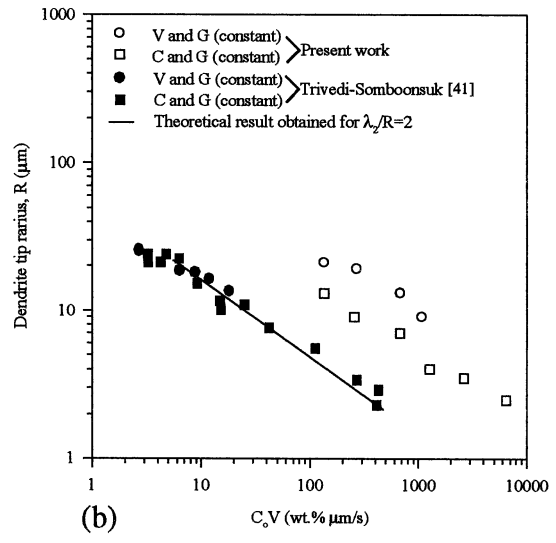 1000
100
10
1
V and G (constant)
C and G (constant)
Present work
V and G (constant)
C and G (constant)
Trivedi-Somboonsuk [41]
Theoretical result obtained for λ₂/R=2
Dendrite tip rarius, R (μm)
1 10 100 1000 10000
C₀V (wt.% μm/s)
(b)